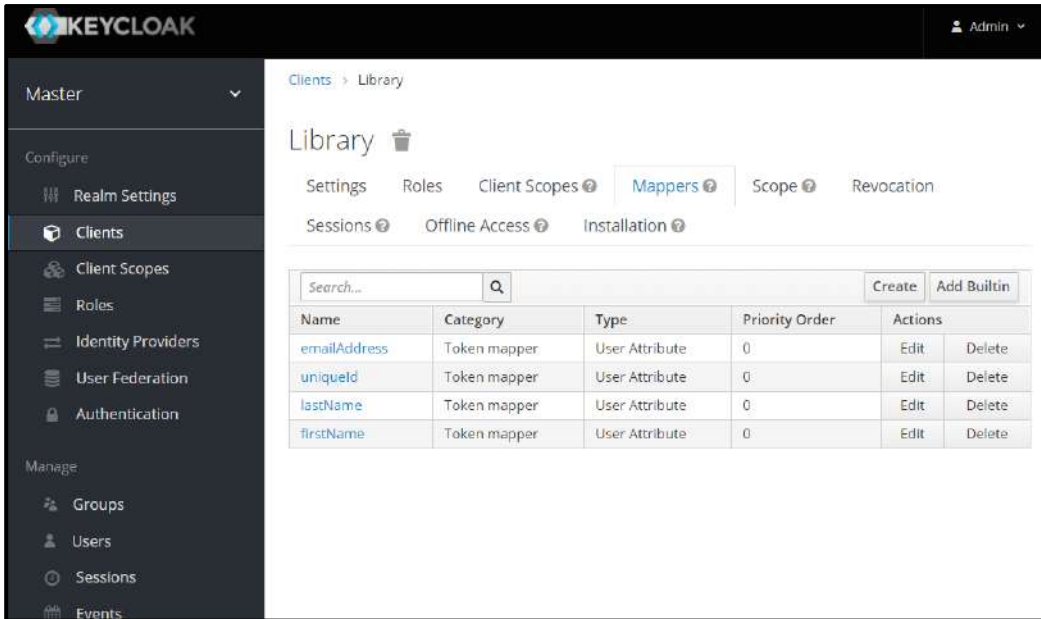 KEYCLOAK
Admin
Master
Configure
Realm Settings
Clients
Client Scopes
Roles
Identity Providers
User Federation
Authentication
Manage
Groups
Users
Sessions
Events
Clients > Library
Library
Settings Roles Client Scopes Mappers Scope Revocation
Sessions Offline Access Installation
Search... Create Add Builtin
Name Category Type Priority Order Actions
emailAddress Token mapper User Attribute 0 Edit Delete
uniqueId Token mapper User Attribute 0 Edit Delete
lastName Token mapper User Attribute 0 Edit Delete
firstName Token mapper User Attribute 0 Edit Delete